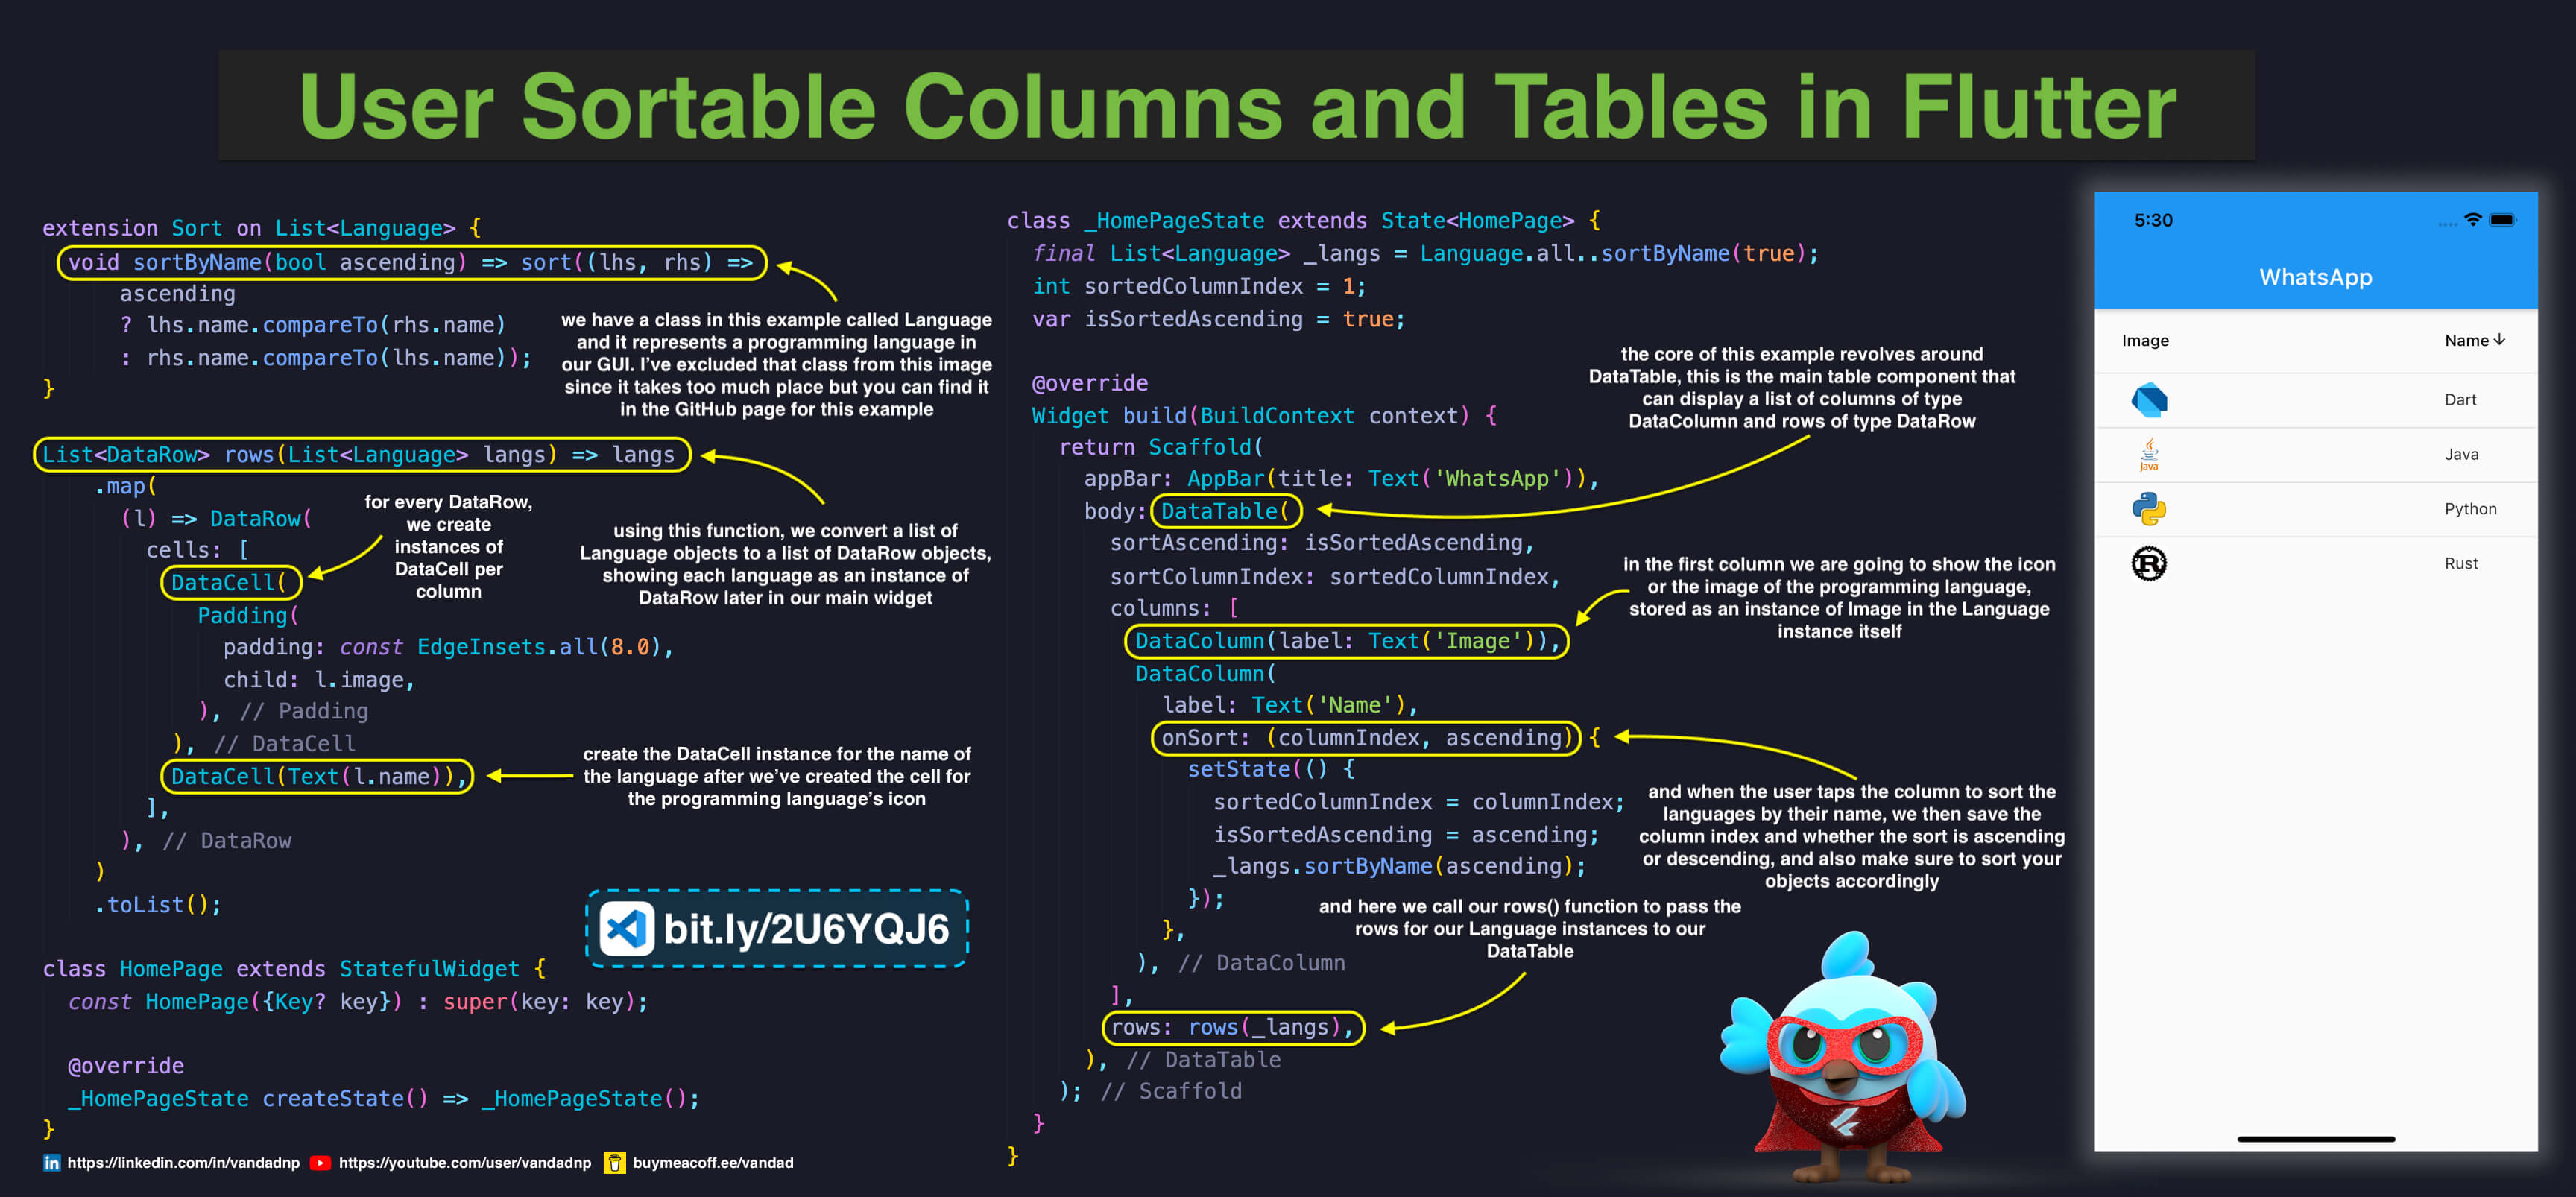 User Sortable Columns and Tables in Flutter
extension Sort on List<Language> {
void sortByName(bool ascending) => sort((lhs, rhs) =>
ascending
? lhs.name.compareTo(rhs.name)
: rhs.name.compareTo(lhs.name));
}
we have a class in this example called Language
and it represents a programming language in
our GUI. I've excluded that class from this image
since it takes too much place but you can find it
in the GitHub page for this example
List<DataRow> rows(List<Language> langs) => langs
.map(
(l) => DataRow(
cells: [
DataCell(
Padding(
padding: const EdgeInsets.all(8.0),
child: l.image,
), // Padding
), // DataCell
DataCell(Text(l.name)),
],
), // DataRow
)
.toList();
for every DataRow,
we create
instances of
DataCell per
column
using this function, we convert a list of
Language objects to a list of DataRow objects,
showing each language as an instance of
DataRow later in our main widget
create the DataCell instance for the name of
the language after we've created the cell for
the programming language's icon
bit.ly/2U6YQJ6
class HomePage extends StatefulWidget {
const HomePage({Key? key}) : super(key: key);
@override
_HomePageState createState() => _HomePageState();
}
https://linkedin.com/in/vandadnp
https://youtube.com/user/vandadnp
buymeacoff.ee/vandad
class _HomePageState extends State<HomePage> {
final List<Language> _langs = Language.all..sortByName(true);
int sortedColumnIndex = 1;
var isSortedAscending = true;
@override
Widget build(BuildContext context) {
return Scaffold(
appBar: AppBar(title: Text('WhatsApp')),
body: DataTable(
sortAscending: isSortedAscending,
sortColumnIndex: sortedColumnIndex,
columns: [
DataColumn(label: Text('Image')),
DataColumn(
label: Text('Name'),
onSort: (columnIndex, ascending) {
setState(() {
sortedColumnIndex = columnIndex;
isSortedAscending = ascending;
_langs.sortByName(ascending);
});
},
), // DataColumn
],
rows: rows(_langs),
), // DataTable
); // Scaffold
}
}
the core of this example revolves around
DataTable, this is the main table component that
can display a list of columns of type
DataColumn and rows of type DataRow
in the first column we are going to show the icon
or the image of the programming language,
stored as an instance of Image in the Language
instance itself
and when the user taps the column to sort the
languages by their name, we then save the
column index and whether the sort is ascending
or descending, and also make sure to sort your
objects accordingly
and here we call our rows() function to pass the
rows for our Language instances to our
DataTable
5:30
WhatsApp
Image Name
Dart
Java Java
Python
R Rust